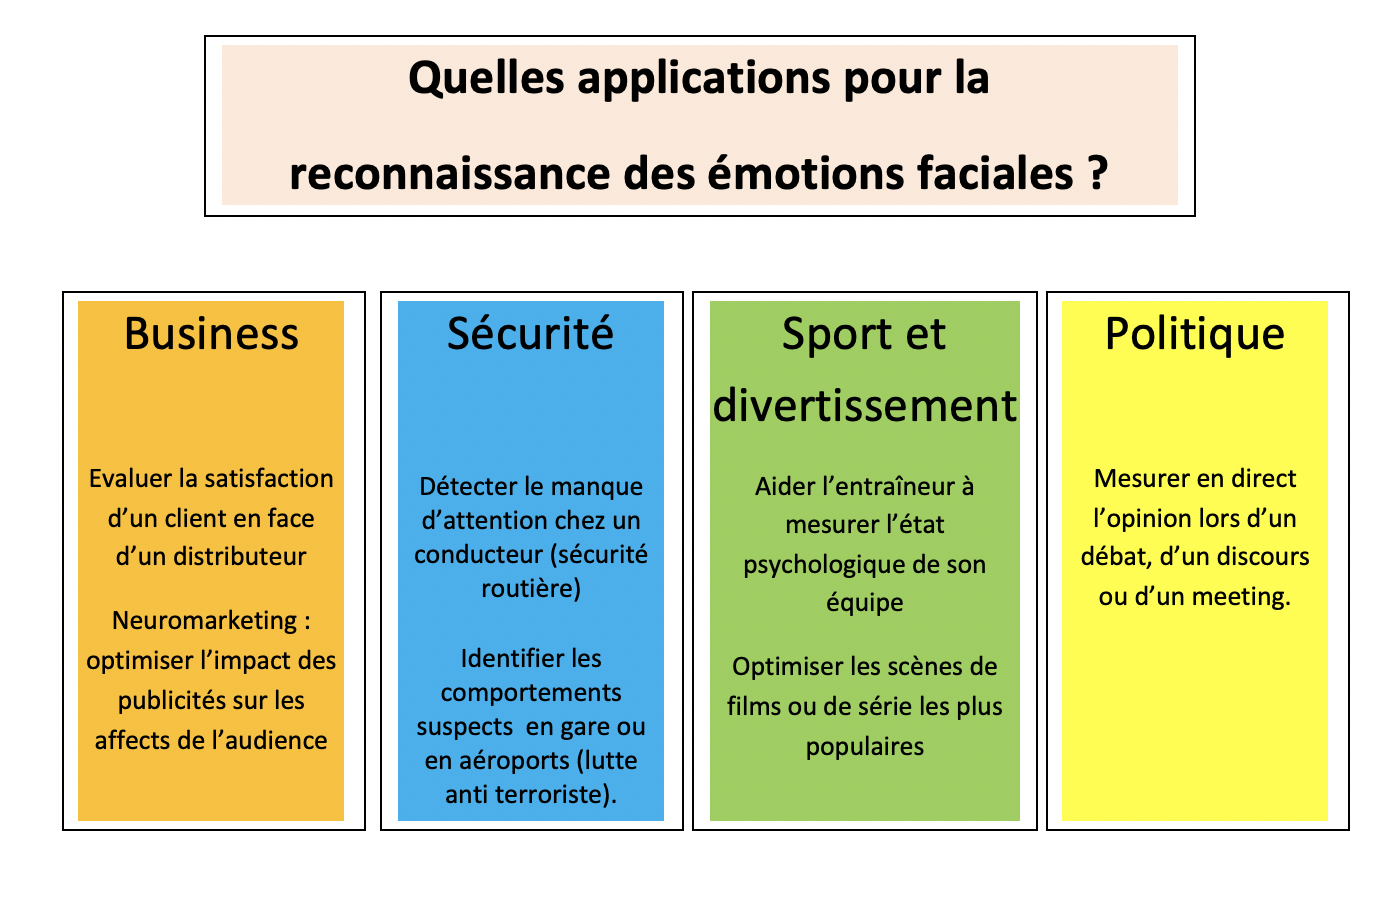 Quelles applications pour la
reconnaissance des émotions faciales ?
Business
Evaluer la satisfaction
d’un client en face
d’un distributeur
Neuromarketing :
optimiser l’impact des
publicités sur les
affects de l’audience
Sécurité
Détecter le manque
d’attention chez un
conducteur (sécurité
routière)
Identifier les
comportements
suspects  en gare ou
en aéroports (lutte
anti terroriste).
Sport et
divertissement
Aider l’entraîneur à
mesurer l’état
psychologique de son
équipe
Optimiser les scènes de
films ou de série les plus
populaires
Politique
Mesurer en direct
l’opinion lors d’un
débat, d’un discours
ou d’un meeting.